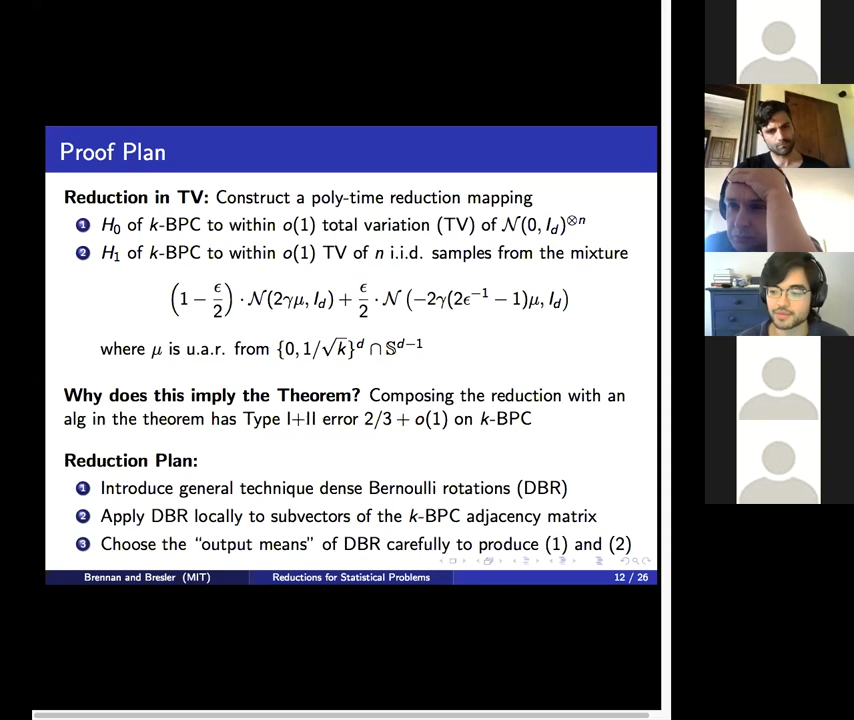 Proof Plan
Reduction in TV: Construct a poly-time reduction mapping
1 H₀ of k-BPC to within o(1) total variation (TV) of 𝒩(0, I_d)^{⊗n}
2 H₁ of k-BPC to within o(1) TV of n i.i.d. samples from the mixture
(1 − ϵ/2) · 𝒩(2γμ, I_d) + ϵ/2 · 𝒩(−2γ(2ϵ⁻¹ − 1)μ, I_d)
where μ is u.a.r. from {0, 1/√k}^d ∩ 𝕊^{d−1}
Why does this imply the Theorem? Composing the reduction with an
alg in the theorem has Type I+II error 2/3 + o(1) on k-BPC
Reduction Plan:
1 Introduce general technique dense Bernoulli rotations (DBR)
2 Apply DBR locally to subvectors of the k-BPC adjacency matrix
3 Choose the “output means” of DBR carefully to produce (1) and (2)
Brennan and Bresler (MIT) Reductions for Statistical Problems 12 / 26